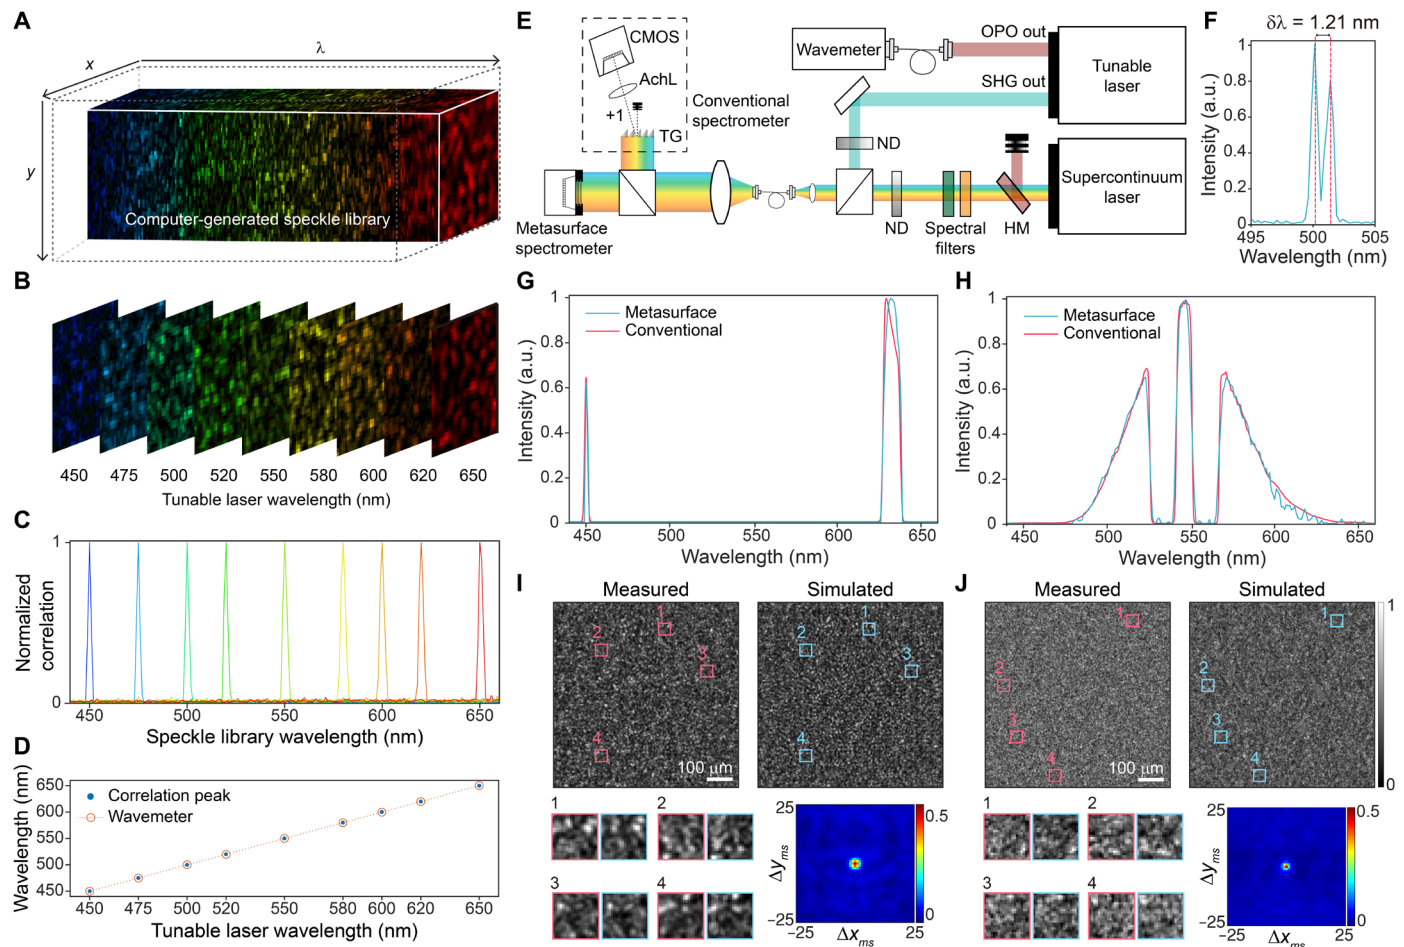 A
x
λ
y
Computer-generated speckle library
B
450 475 500 520 550 580 600 620 650
Tunable laser wavelength (nm)
C
Normalized correlation
1
0
450 500 550 600 650
Speckle library wavelength (nm)
D
Wavelength (nm)
650
600
550
500
450
Correlation peak
Wavemeter
450 475 500 520 550 580 600 620 650
Tunable laser wavelength (nm)
E
CMOS
AchL
+1
TG
Conventional
spectrometer
Metasurface
spectrometer
Wavemeter
OPO out
SHG out
Tunable
laser
ND
ND
Spectral
filters
HM
Supercontinuum
laser
F
δλ = 1.21 nm
Intensity (a.u.)
1
0.8
0.6
0.4
0.2
0
495 500 505
Wavelength (nm)
G
Intensity (a.u.)
1
0.8
0.6
0.4
0.2
0
Metasurface
Conventional
450 500 550 600 650
Wavelength (nm)
H
Intensity (a.u.)
1
0.8
0.6
0.4
0.2
0
Metasurface
Conventional
450 500 550 600 650
Wavelength (nm)
I
Measured
1
2
3
4
100 μm
Simulated
1
2
3
4
1 2
3 4
25
Δyms
−25
−25 Δxms 25
0.5
0
J
Measured
1
2
3
4
100 μm
Simulated
1
2
3
4
1
0
1 2
3 4
25
Δyms
−25
−25 Δxms 25
0.5
0